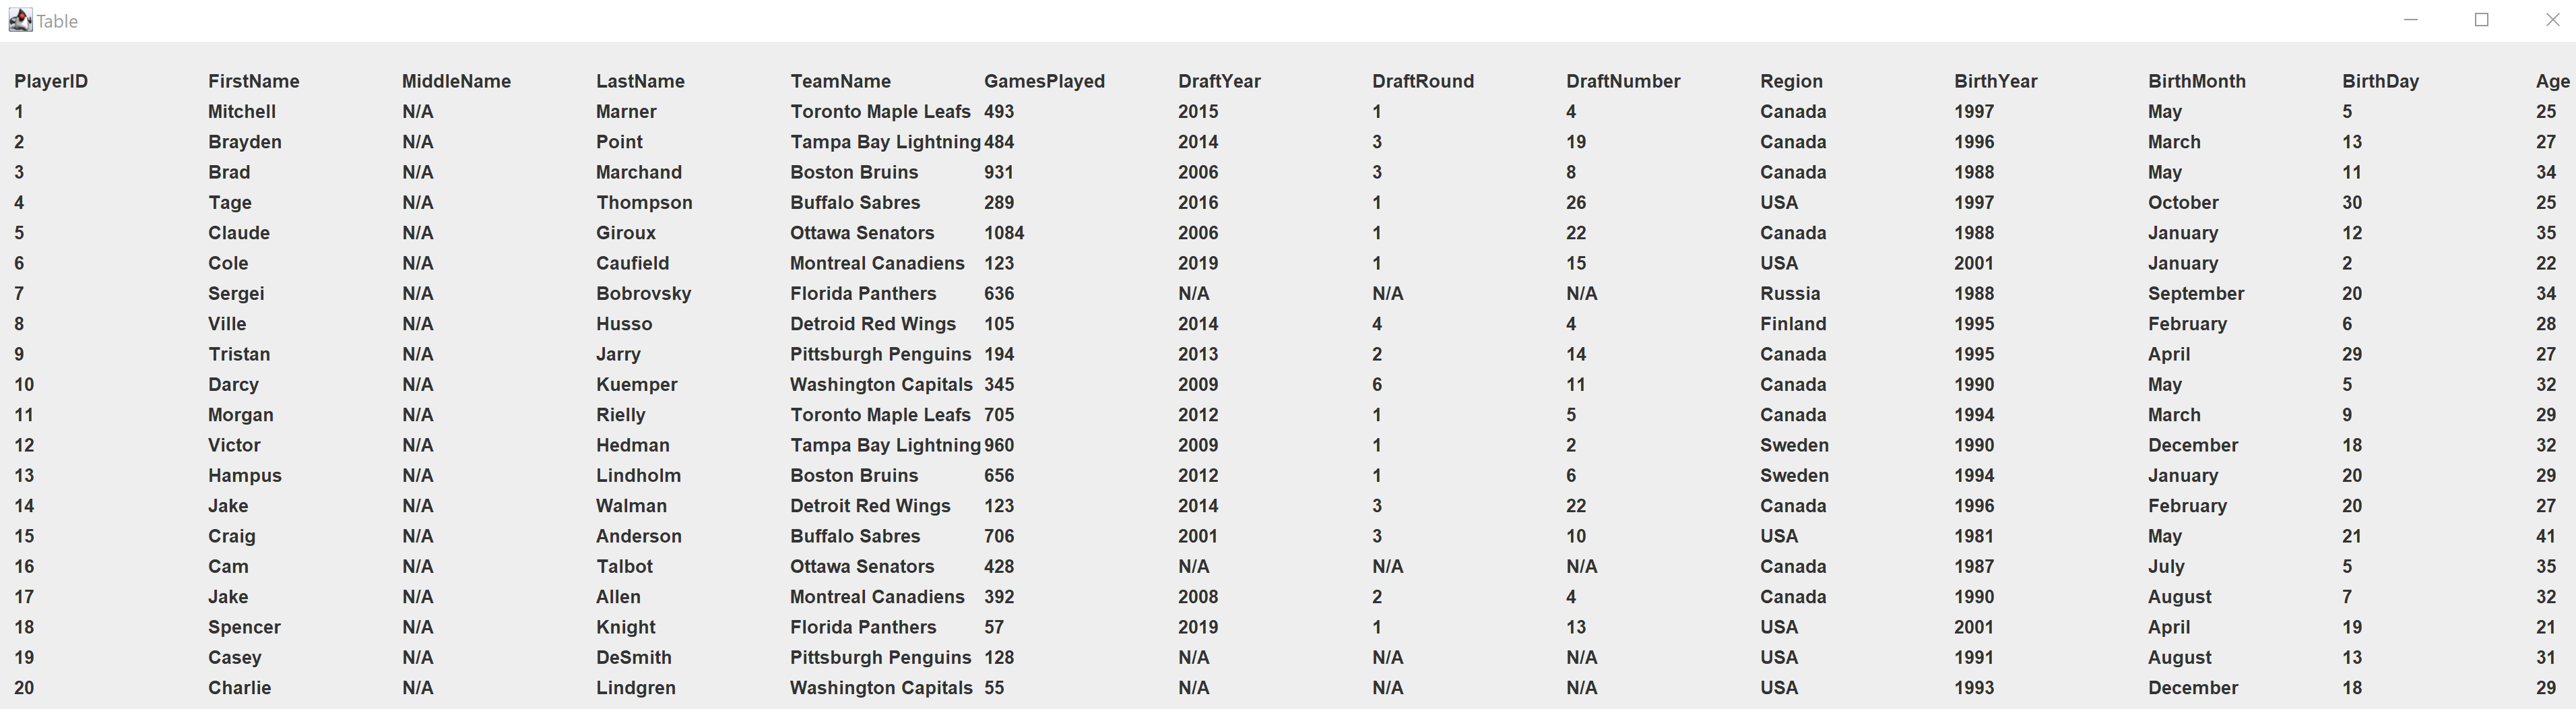 Table
PlayerID FirstName MiddleName LastName TeamName GamesPlayed DraftYear DraftRound DraftNumber Region BirthYear BirthMonth BirthDay Age
1 Mitchell N/A Marner Toronto Maple Leafs 493 2015 1 4 Canada 1997 May 5 25
2 Brayden N/A Point Tampa Bay Lightning 484 2014 3 19 Canada 1996 March 13 27
3 Brad N/A Marchand Boston Bruins 931 2006 3 8 Canada 1988 May 11 34
4 Tage N/A Thompson Buffalo Sabres 289 2016 1 26 USA 1997 October 30 25
5 Claude N/A Giroux Ottawa Senators 1084 2006 1 22 Canada 1988 January 12 35
6 Cole N/A Caufield Montreal Canadiens 123 2019 1 15 USA 2001 January 2 22
7 Sergei N/A Bobrovsky Florida Panthers 636 N/A N/A N/A Russia 1988 September 20 34
8 Ville N/A Husso Detroid Red Wings 105 2014 4 4 Finland 1995 February 6 28
9 Tristan N/A Jarry Pittsburgh Penguins 194 2013 2 14 Canada 1995 April 29 27
10 Darcy N/A Kuemper Washington Capitals 345 2009 6 11 Canada 1990 May 5 32
11 Morgan N/A Rielly Toronto Maple Leafs 705 2012 1 5 Canada 1994 March 9 29
12 Victor N/A Hedman Tampa Bay Lightning 960 2009 1 2 Sweden 1990 December 18 32
13 Hampus N/A Lindholm Boston Bruins 656 2012 1 6 Sweden 1994 January 20 29
14 Jake N/A Walman Detroit Red Wings 123 2014 3 22 Canada 1996 February 20 27
15 Craig N/A Anderson Buffalo Sabres 706 2001 3 10 USA 1981 May 21 41
16 Cam N/A Talbot Ottawa Senators 428 N/A N/A N/A Canada 1987 July 5 35
17 Jake N/A Allen Montreal Canadiens 392 2008 2 4 Canada 1990 August 7 32
18 Spencer N/A Knight Florida Panthers 57 2019 1 13 USA 2001 April 19 21
19 Casey N/A DeSmith Pittsburgh Penguins 128 N/A N/A N/A USA 1991 August 13 31
20 Charlie N/A Lindgren Washington Capitals 55 N/A N/A N/A USA 1993 December 18 29